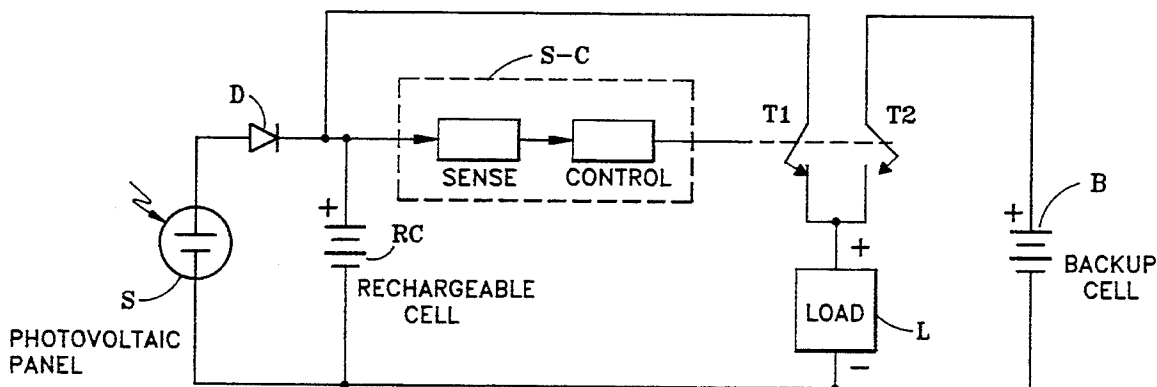 S-C
D
T1
T2
SENSE
CONTROL
+
RC
RECHARGEABLE
CELL
S
PHOTOVOLTAIC
PANEL
+
LOAD
L
-
+
B
BACKUP
CELL